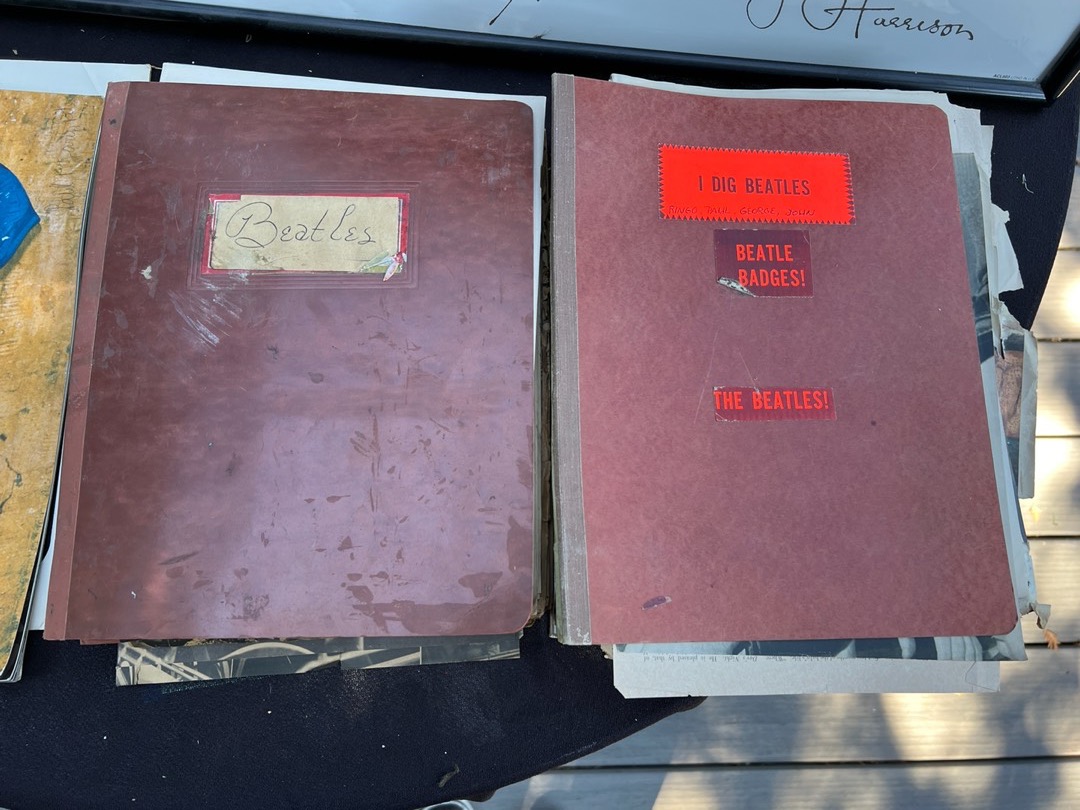 Harrison
Beatles
I DIG BEATLES
RINGO, PAUL, GEORGE, JOHN
BEATLE
BADGES!
THE BEATLES!